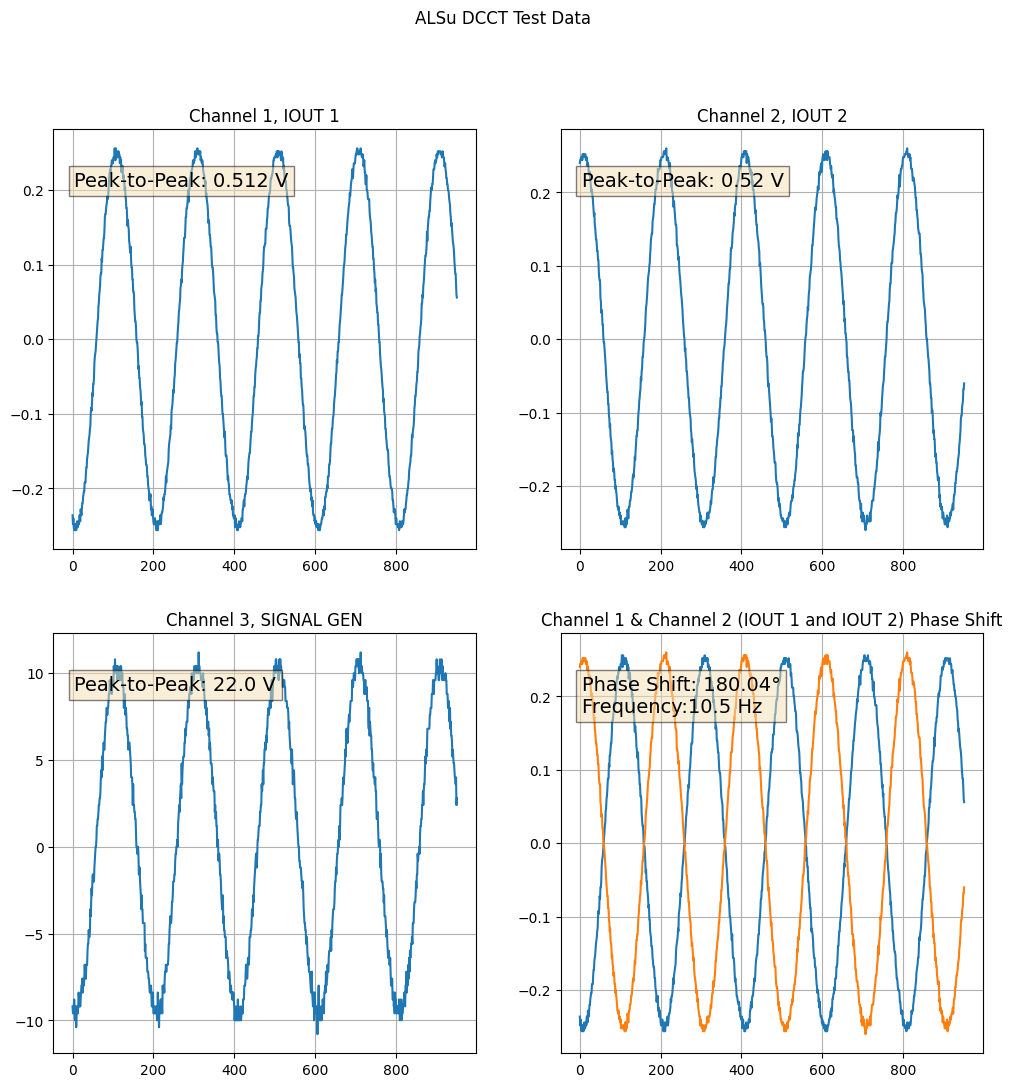 ALSu DCCT Test Data
Channel 1, IOUT 1
Peak-to-Peak: 0.512 V
0.2
0.1
0.0
−0.1
−0.2
0 200 400 600 800
Channel 2, IOUT 2
Peak-to-Peak: 0.52 V
0.2
0.1
0.0
−0.1
−0.2
0 200 400 600 800
Channel 3, SIGNAL GEN
Peak-to-Peak: 22.0 V
10
5
0
−5
−10
0 200 400 600 800
Channel 1 & Channel 2 (IOUT 1 and IOUT 2) Phase Shift
Phase Shift: 180.04°
Frequency:10.5 Hz
0.2
0.1
0.0
−0.1
−0.2
0 200 400 600 800